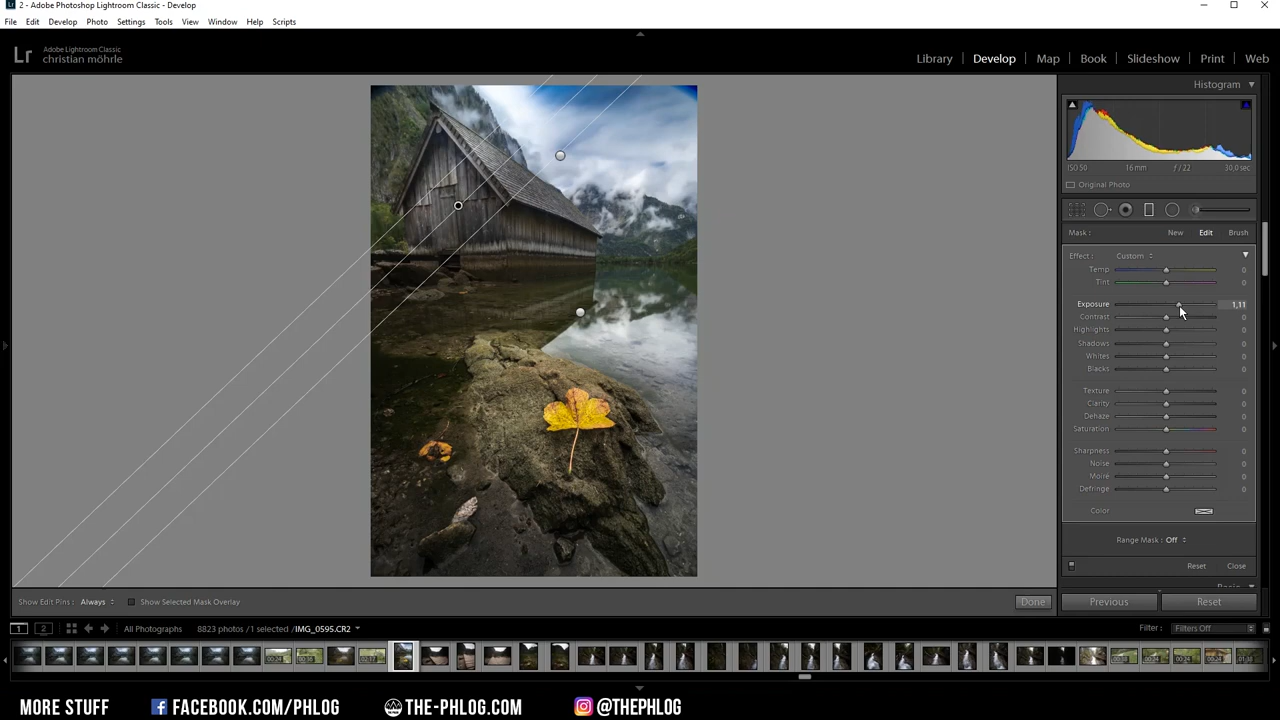 2 - Adobe Photoshop Lightroom Classic - Develop
File Edit Develop Photo Settings Tools View Window Help Scripts
Lr Adobe Lightroom Classic
christian möhrle
Library | Develop | Map | Book | Slideshow | Print | Web
Histogram
ISO 50 16 mm ƒ / 22 30,0 sec
Original Photo
Mask : New Edit Brush
Effect : Custom
Temp 0
Tint 0
Exposure 1,11
Contrast 0
Highlights 0
Shadows 0
Whites 0
Blacks 0
Texture 0
Clarity 0
Dehaze 0
Saturation 0
Sharpness 0
Noise 0
Moiré 0
Defringe 0
Color
Range Mask : Off
Reset Close
Show Edit Pins : Always Show Selected Mask Overlay Done Previous Reset
1 2 All Photographs 8823 photos / 1 selected / IMG_0595.CR2 Filter : Filters Off
MORE STUFF FACEBOOK.COM/PHLOG THE-PHLOG.COM @THEPHLOG